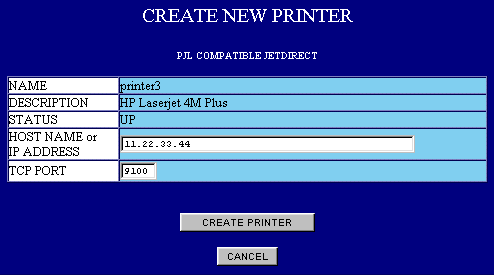 CREATE NEW PRINTER
PJL COMPATIBLE JETDIRECT
NAME printer3
DESCRIPTION HP Laserjet 4M Plus
STATUS UP
HOST NAME or
IP ADDRESS 11.22.33.44
TCP PORT 9100
CREATE PRINTER
CANCEL